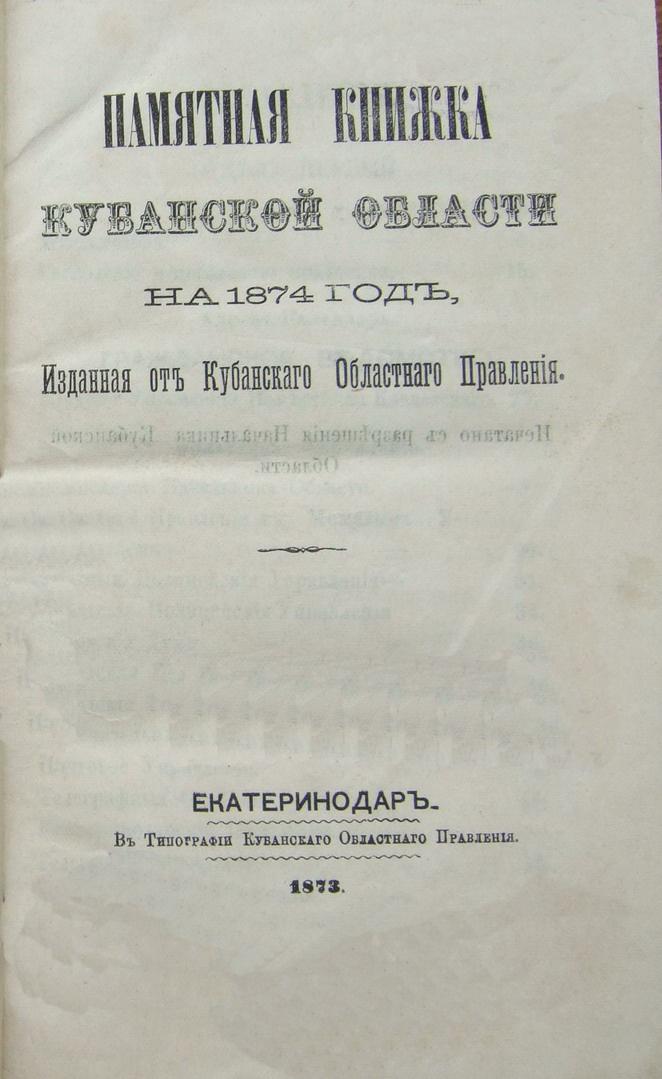 ПАМЯТНАЯ КНИЖКА
КУБАНСКОЙ ОБЛАСТИ
НА 1874 ГОДЪ,
Изданная отъ Кубанскаго Областнаго Правленія.
Печатано съ разрѣшенія Начальника Кубанской
Области.
ЕКАТЕРИНОДАРЪ.
Въ Типографіи Кубанскаго Областнаго Правленія.
1873.